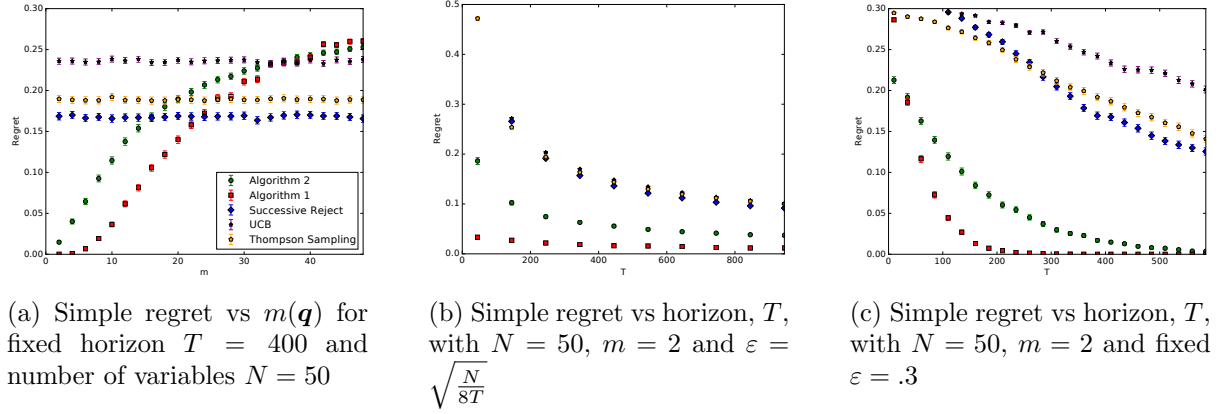 0.30
0.25
0.20
0.15
0.10
0.05
0.00
Regret
0
10
20
30
40
m
Algorithm 2
Algorithm 1
Successive Reject
UCB
Thompson Sampling
0.5
0.4
0.3
0.2
0.1
0.0
Regret
200
400
600
800
T
0.30
0.25
0.20
0.15
0.10
0.05
0.00
Regret
0
100
200
300
400
500
T
(a) Simple regret vs m(q) for
fixed horizon T = 400 and
number of variables N = 50
(b) Simple regret vs horizon, T,
with N = 50, m = 2 and ε =
√(N/8T)
(c) Simple regret vs horizon, T,
with N = 50, m = 2 and fixed
ε = .3